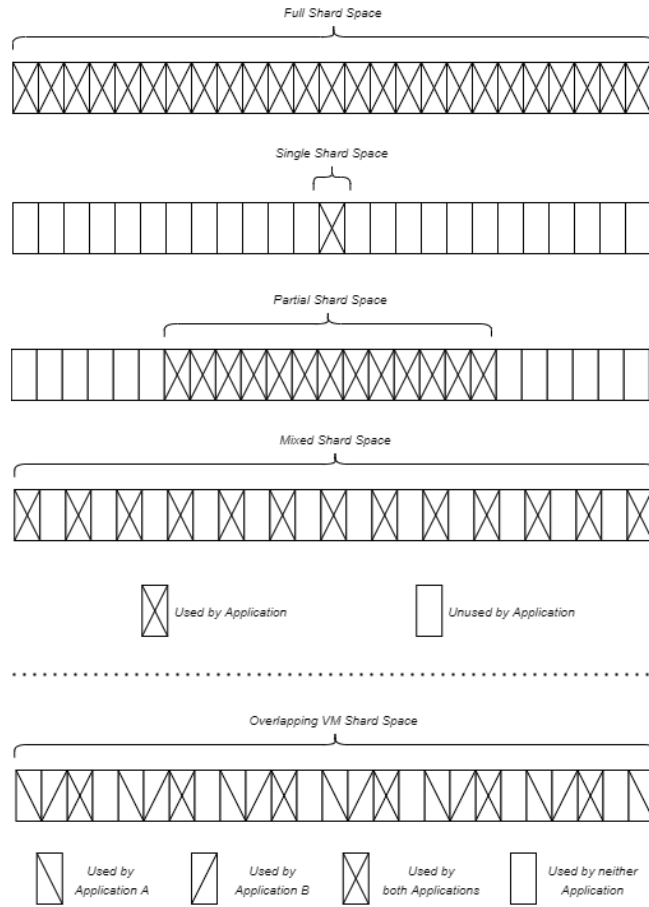 Full Shard Space
Single Shard Space
Partial Shard Space
Mixed Shard Space
Used by Application
Unused by Application
Overlapping VM Shard Space
Used by
Application A
Used by
Application B
Used by
both Applications
Used by neither
Application